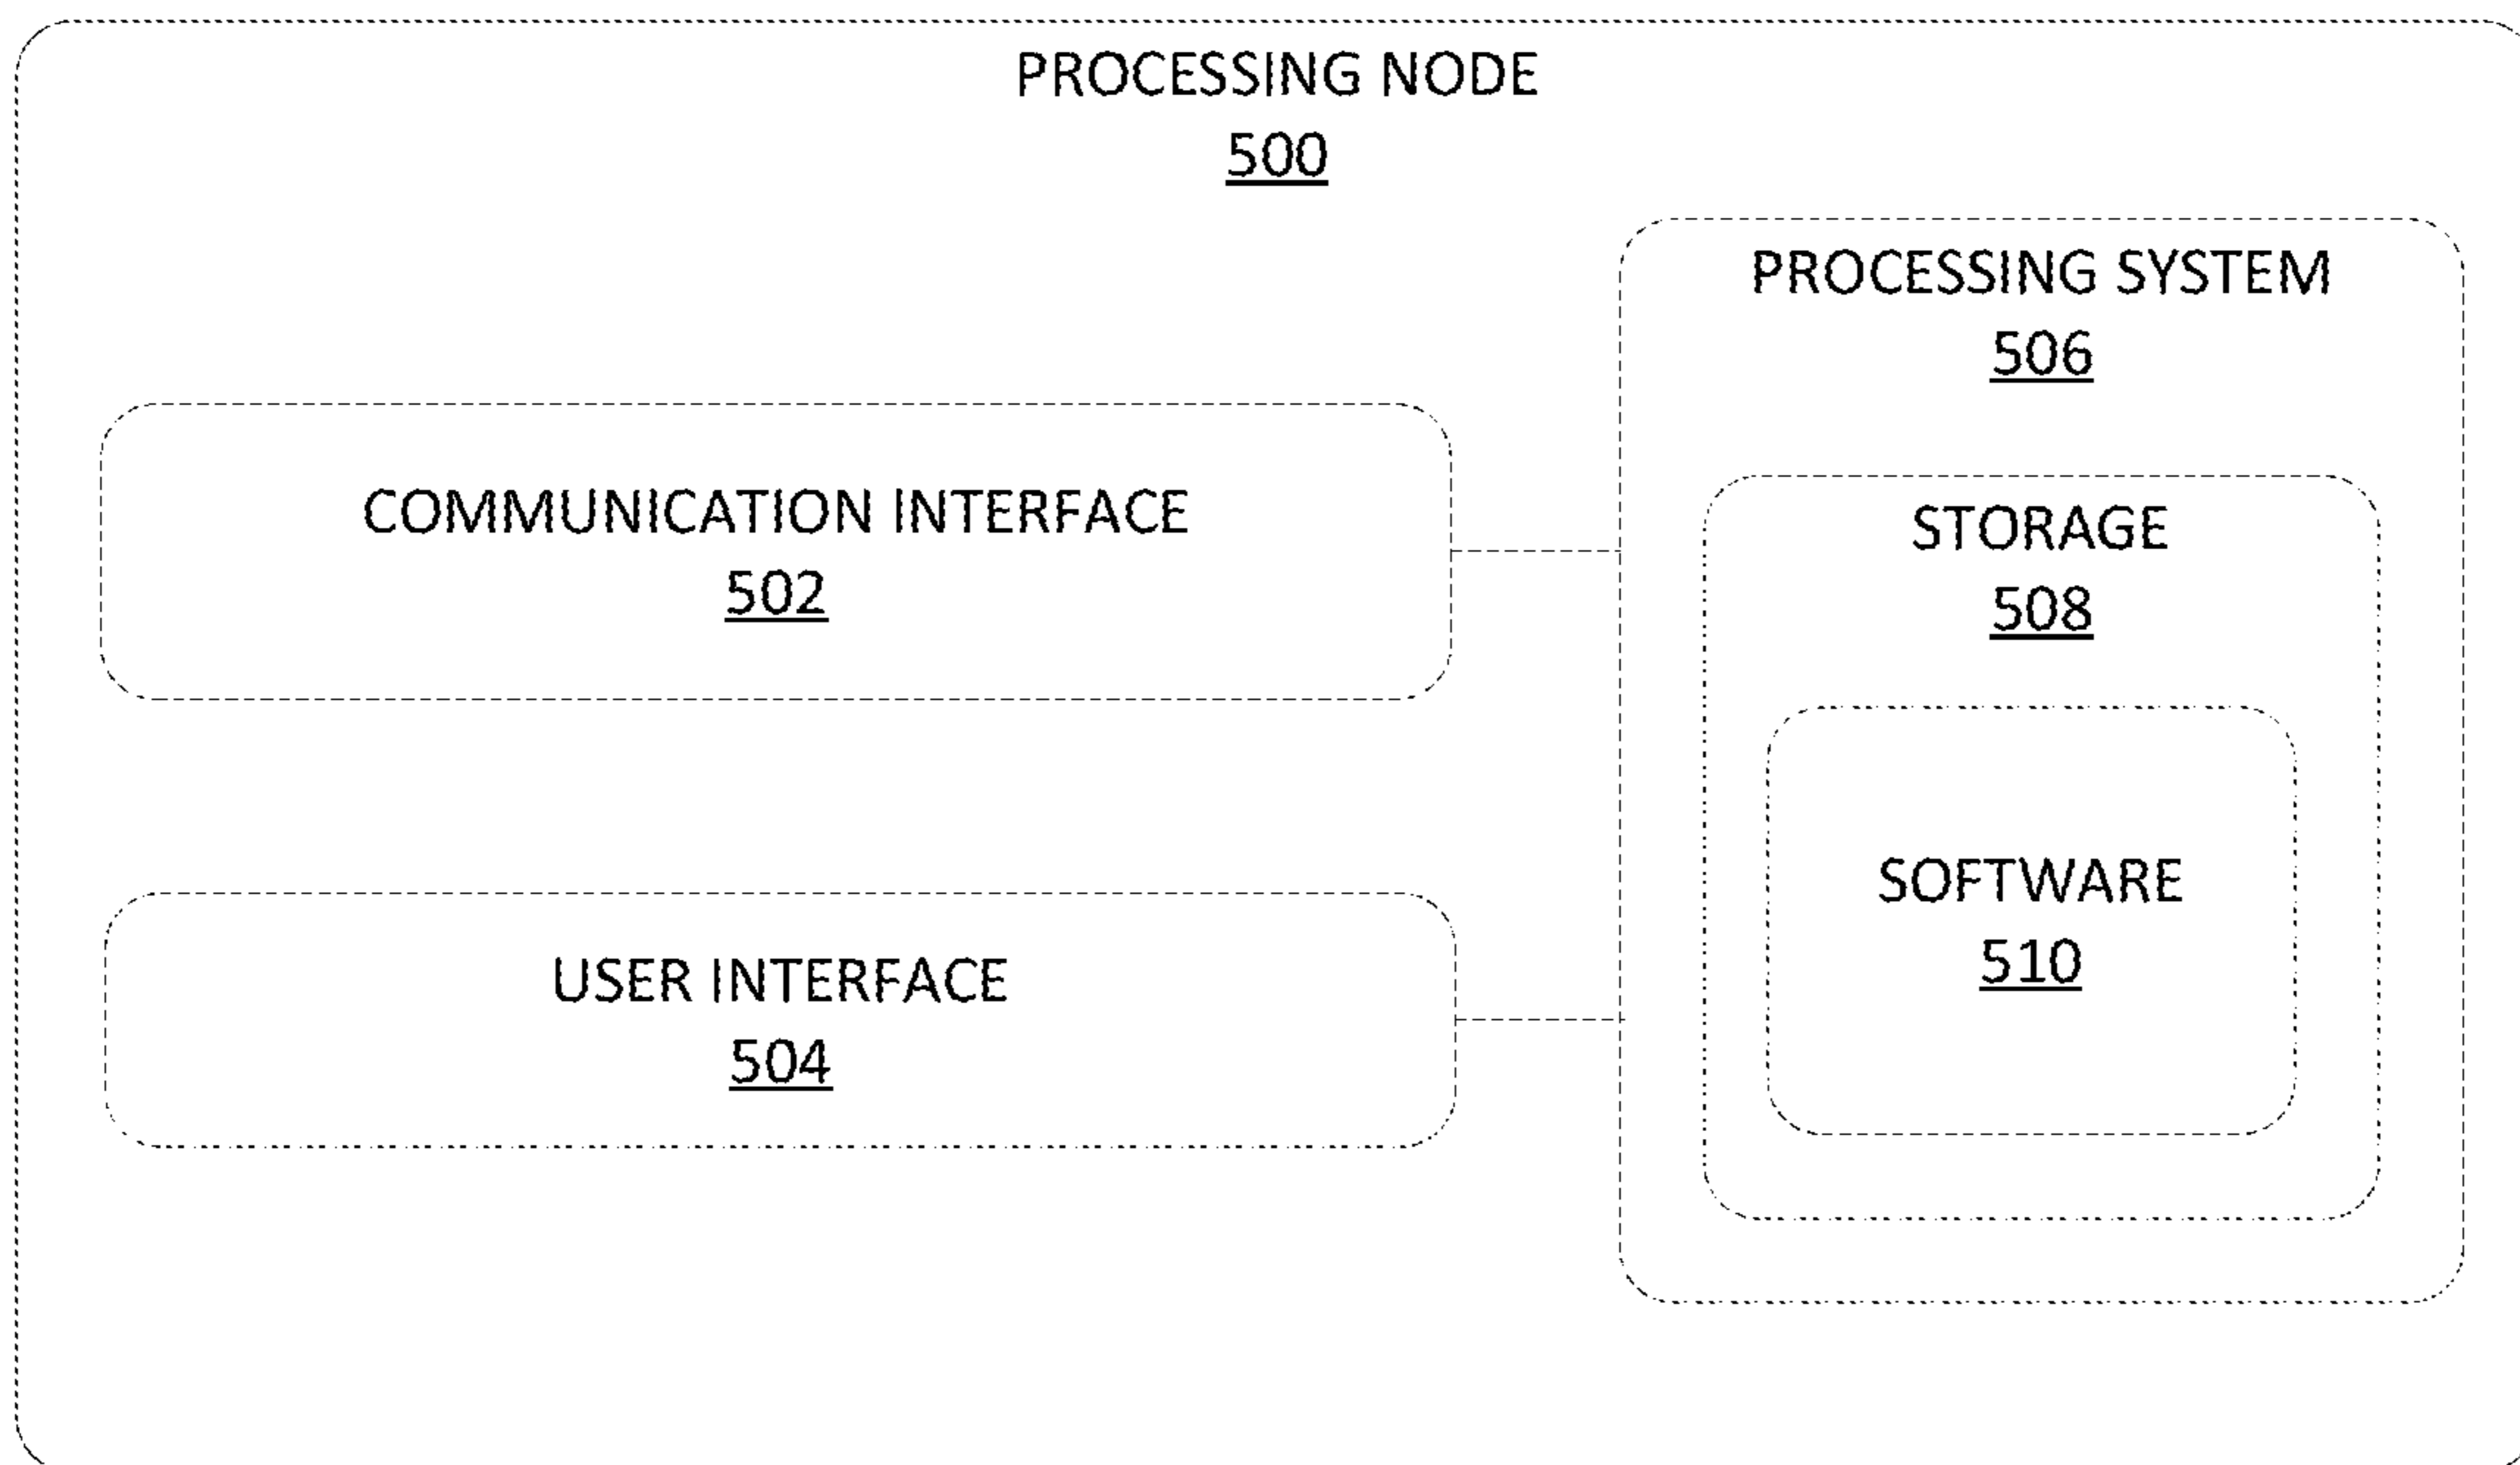 PROCESSING NODE
500
PROCESSING SYSTEM
506
COMMUNICATION INTERFACE
502
STORAGE
508
SOFTWARE
510
USER INTERFACE
504